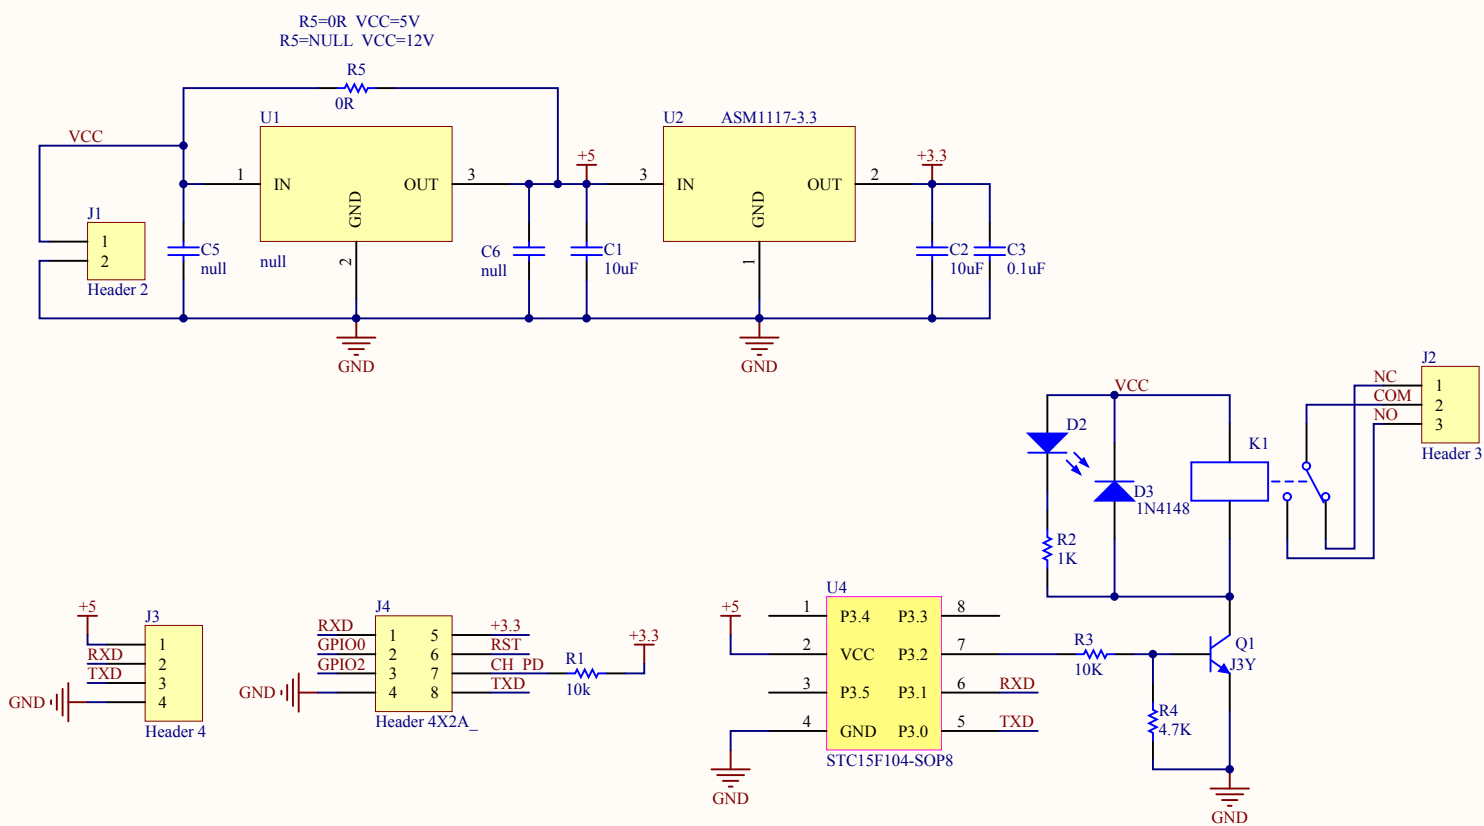 R5=0R VCC=5V
R5=NULL VCC=12V
R5
0R
U1
U2 ASM1117-3.3
VCC
+5
+3.3
1 IN OUT 3
3 IN OUT 2
GND
GND
J1
1
2
Header 2
C5
null
null
2
C6
null
C1
10uF
1
C2
10uF
C3
0.1uF
GND
GND
J2
NC 1
COM 2
NO 3
Header 3
VCC
D2
K1
D3
1N4148
R2
1K
+5
J3
1
RXD 2
TXD 3
GND 4
Header 4
J4
RXD 1 5 +3.3
GPIO0 2 6 RST
GPIO2 3 7 CH_PD
GND 4 8 TXD
Header 4X2A_
R1
10k
+3.3
U4
+5
1 P3.4 P3.3 8
2 VCC P3.2 7
3 P3.5 P3.1 6 RXD
4 GND P3.0 5 TXD
STC15F104-SOP8
GND
R3
10K
Q1
J3Y
R4
4.7K
GND